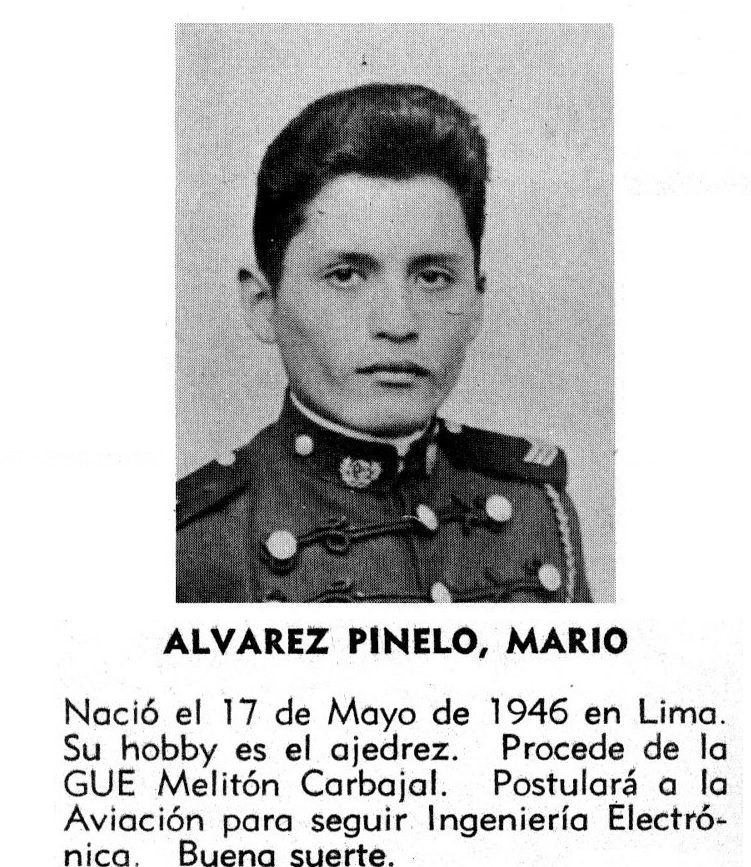 ALVAREZ PINELO, MARIO
Nació el 17 de Mayo de 1946 en Lima.
Su hobby es el ajedrez. Procede de la
GUE Melitón Carbajal. Postulará a la
Aviación para seguir Ingeniería Electró-
nica. Buena suerte.